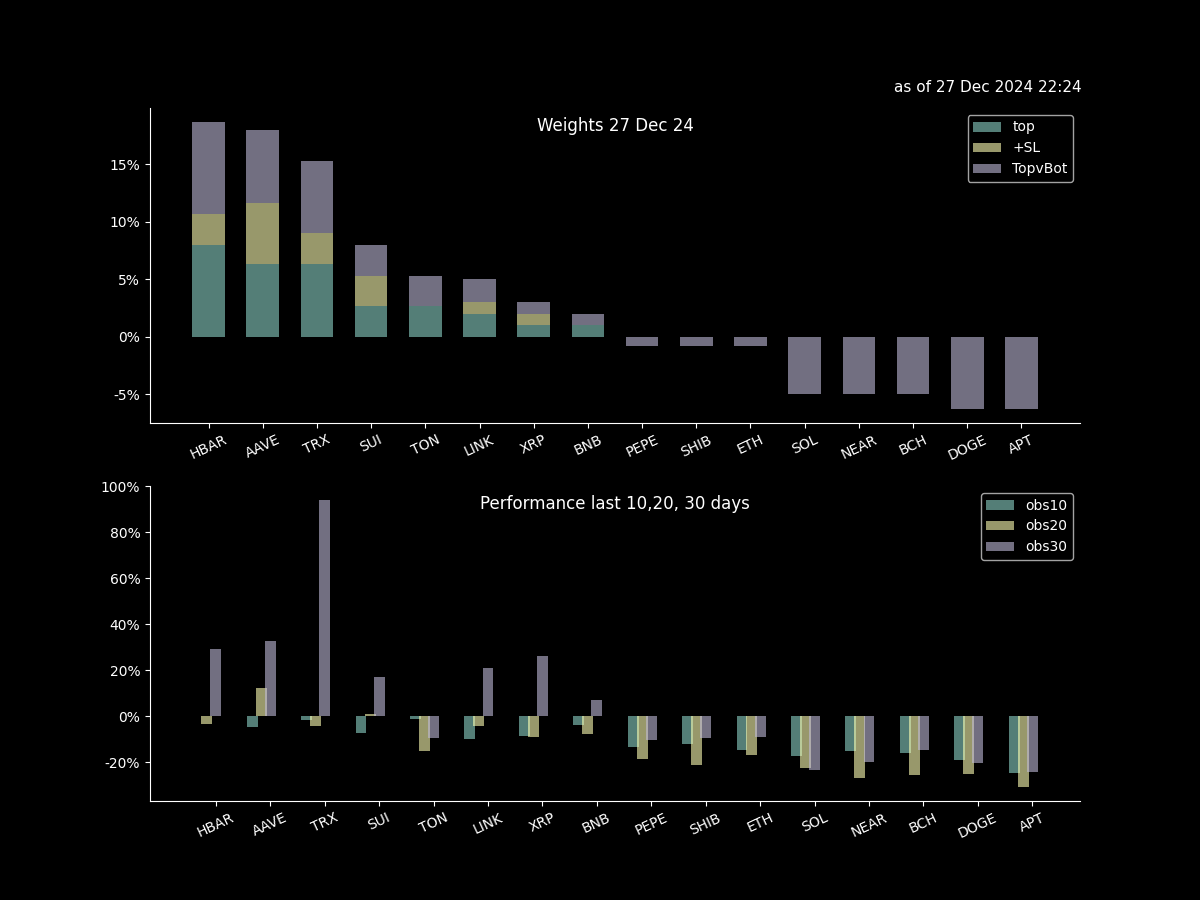 as of 27 Dec 2024 22:24
Weights 27 Dec 24
top
+SL
TopvBot
15%
10%
5%
0%
-5%
HBAR AAVE TRX SUI TON LINK XRP BNB PEPE SHIB ETH SOL NEAR BCH DOGE APT
Performance last 10,20, 30 days
obs10
obs20
obs30
100%
80%
60%
40%
20%
0%
-20%
HBAR AAVE TRX SUI TON LINK XRP BNB PEPE SHIB ETH SOL NEAR BCH DOGE APT